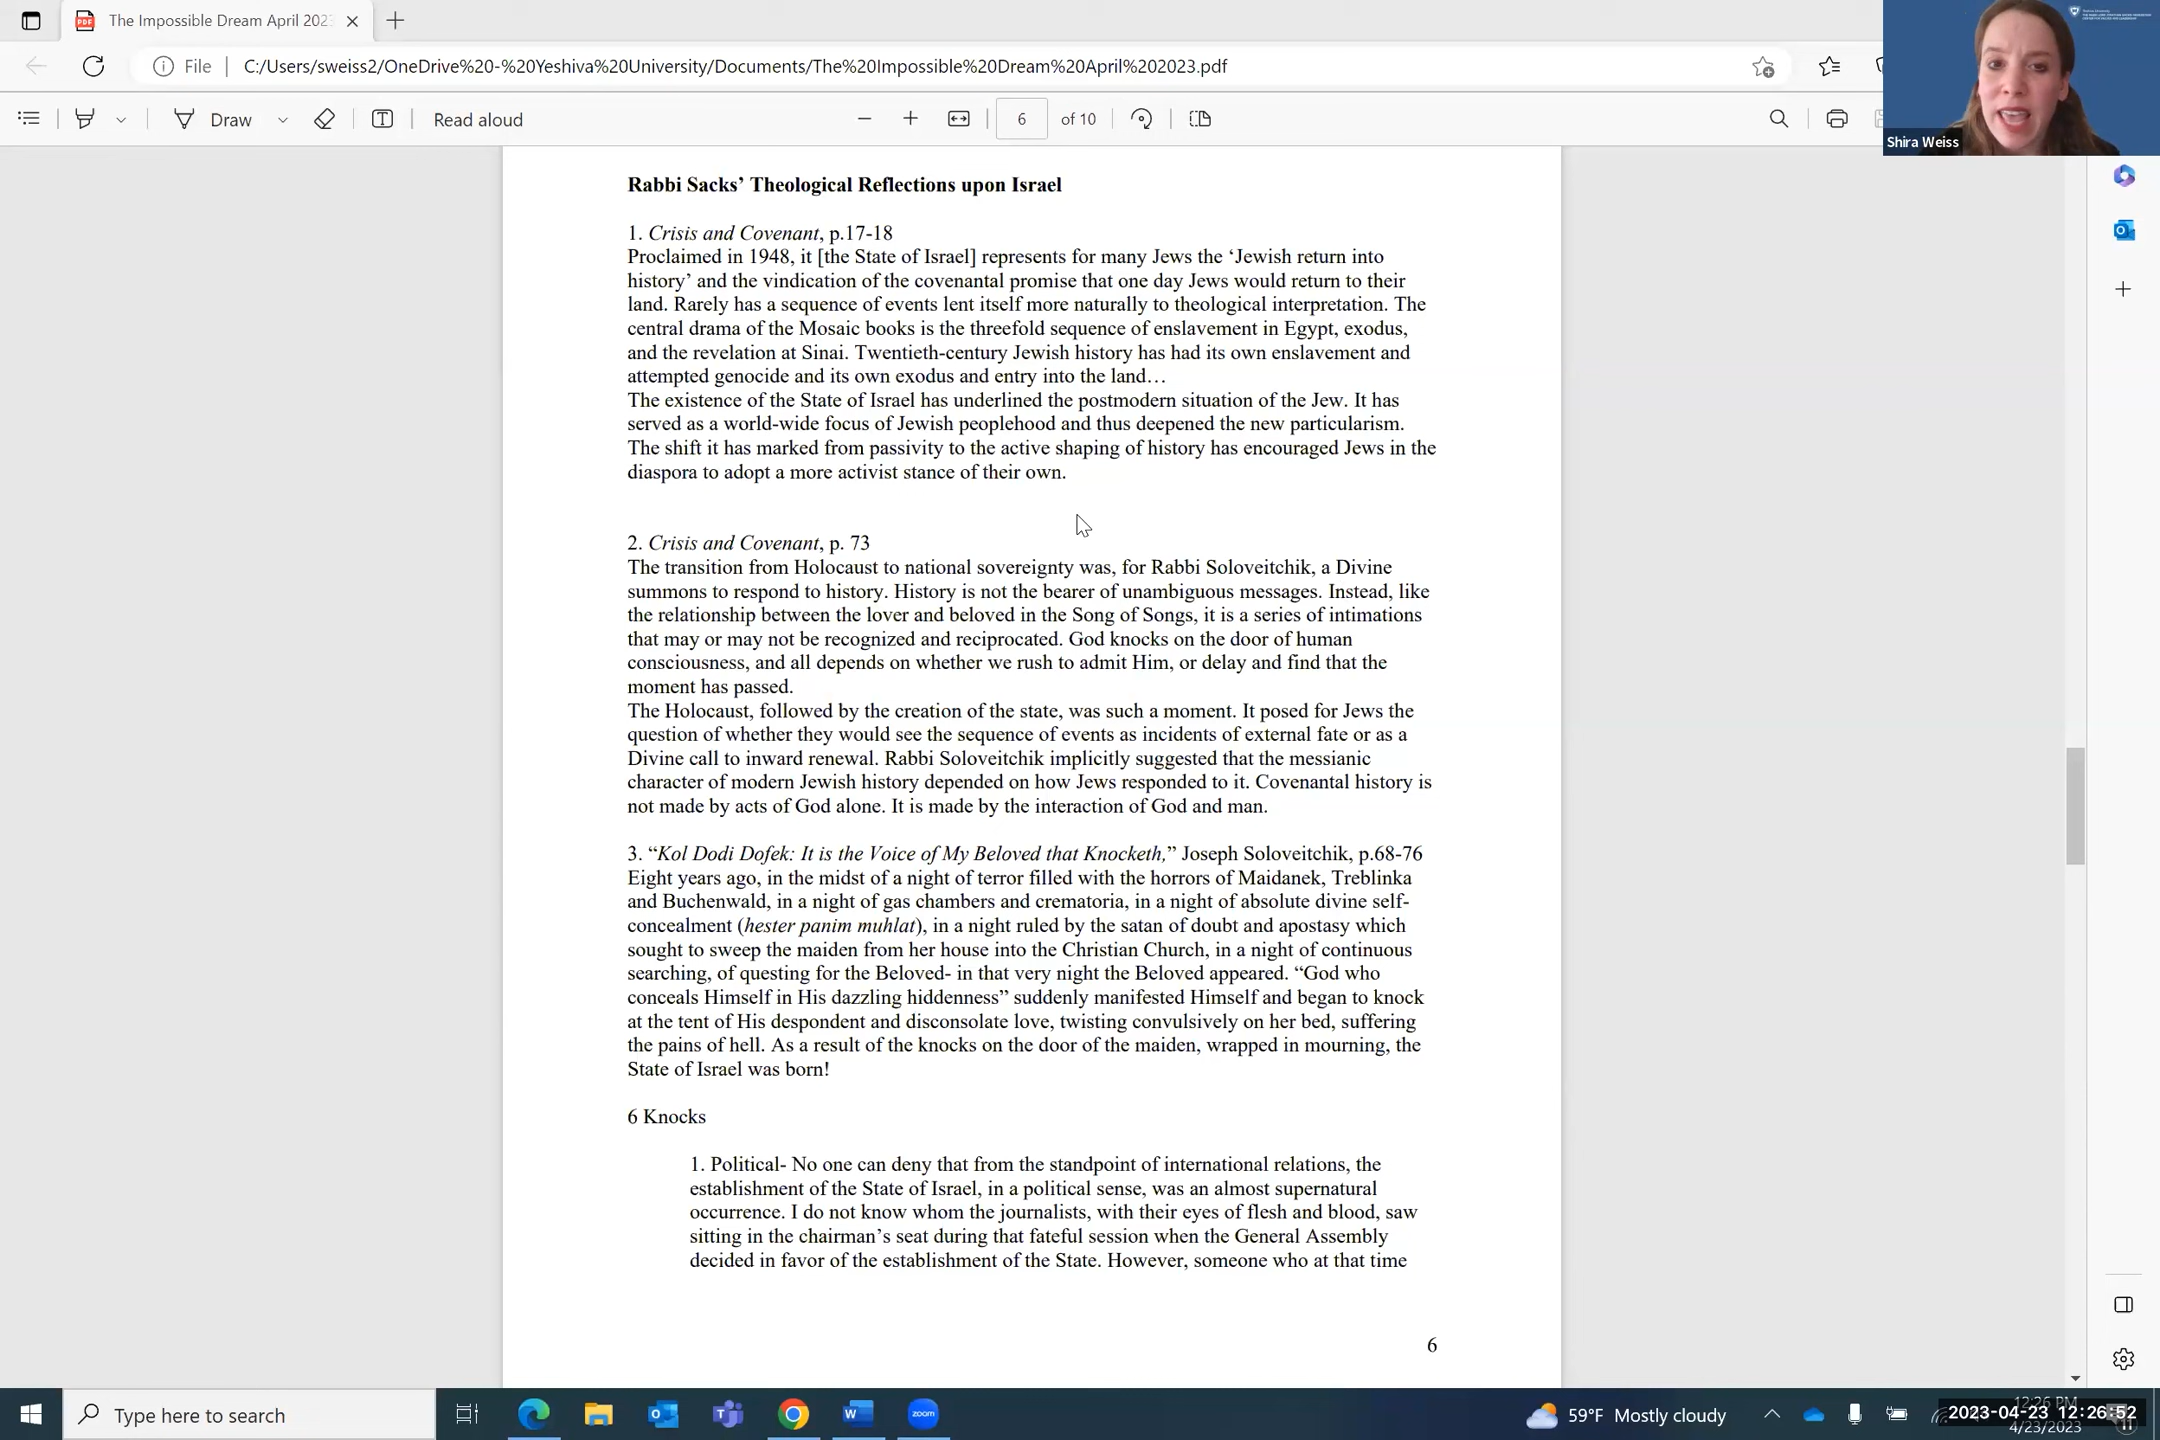 The Impossible Dream April 202
File
C:/Users/sweiss2/OneDrive%20-%20Yeshiva%20University/Documents/The%20Impossible%20Dream%20April%202023.pdf
Draw
Read aloud
6
of 10
Shira Weiss
Rabbi Sacks’ Theological Reflections upon Israel
1. Crisis and Covenant, p.17-18
Proclaimed in 1948, it [the State of Israel] represents for many Jews the ‘Jewish return into
history’ and the vindication of the covenantal promise that one day Jews would return to their
land. Rarely has a sequence of events lent itself more naturally to theological interpretation. The
central drama of the Mosaic books is the threefold sequence of enslavement in Egypt, exodus,
and the revelation at Sinai. Twentieth-century Jewish history has had its own enslavement and
attempted genocide and its own exodus and entry into the land…
The existence of the State of Israel has underlined the postmodern situation of the Jew. It has
served as a world-wide focus of Jewish peoplehood and thus deepened the new particularism.
The shift it has marked from passivity to the active shaping of history has encouraged Jews in the
diaspora to adopt a more activist stance of their own.
2. Crisis and Covenant, p. 73
The transition from Holocaust to national sovereignty was, for Rabbi Soloveitchik, a Divine
summons to respond to history. History is not the bearer of unambiguous messages. Instead, like
the relationship between the lover and beloved in the Song of Songs, it is a series of intimations
that may or may not be recognized and reciprocated. God knocks on the door of human
consciousness, and all depends on whether we rush to admit Him, or delay and find that the
moment has passed.
The Holocaust, followed by the creation of the state, was such a moment. It posed for Jews the
question of whether they would see the sequence of events as incidents of external fate or as a
Divine call to inward renewal. Rabbi Soloveitchik implicitly suggested that the messianic
character of modern Jewish history depended on how Jews responded to it. Covenantal history is
not made by acts of God alone. It is made by the interaction of God and man.
3. “Kol Dodi Dofek: It is the Voice of My Beloved that Knocketh,” Joseph Soloveitchik, p.68-76
Eight years ago, in the midst of a night of terror filled with the horrors of Maidanek, Treblinka
and Buchenwald, in a night of gas chambers and crematoria, in a night of absolute divine self-
concealment (hester panim muhlat), in a night ruled by the satan of doubt and apostasy which
sought to sweep the maiden from her house into the Christian Church, in a night of continuous
searching, of questing for the Beloved- in that very night the Beloved appeared. “God who
conceals Himself in His dazzling hiddenness” suddenly manifested Himself and began to knock
at the tent of His despondent and disconsolate love, twisting convulsively on her bed, suffering
the pains of hell. As a result of the knocks on the door of the maiden, wrapped in mourning, the
State of Israel was born!
6 Knocks
1. Political- No one can deny that from the standpoint of international relations, the
establishment of the State of Israel, in a political sense, was an almost supernatural
occurrence. I do not know whom the journalists, with their eyes of flesh and blood, saw
sitting in the chairman’s seat during that fateful session when the General Assembly
decided in favor of the establishment of the State. However, someone who at that time
6
Type here to search
zoom
59°F Mostly cloudy
12:26 PM
2023-04-23 12:26:52
4/23/2023